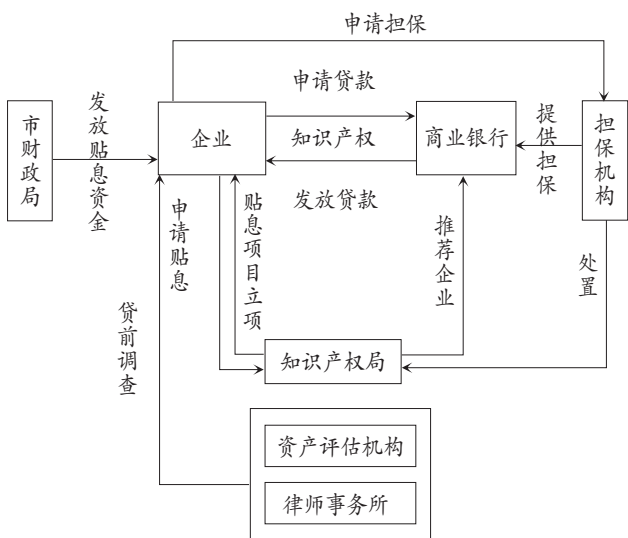 申请担保
申请贷款
市财政局
发放贴息资金
企业
知识产权
商业银行
提供担保
担保机构
发放贷款
申请贴息
贴息项目立项
推荐企业
处置
贷前调查
知识产权局
资产评估机构
律师事务所